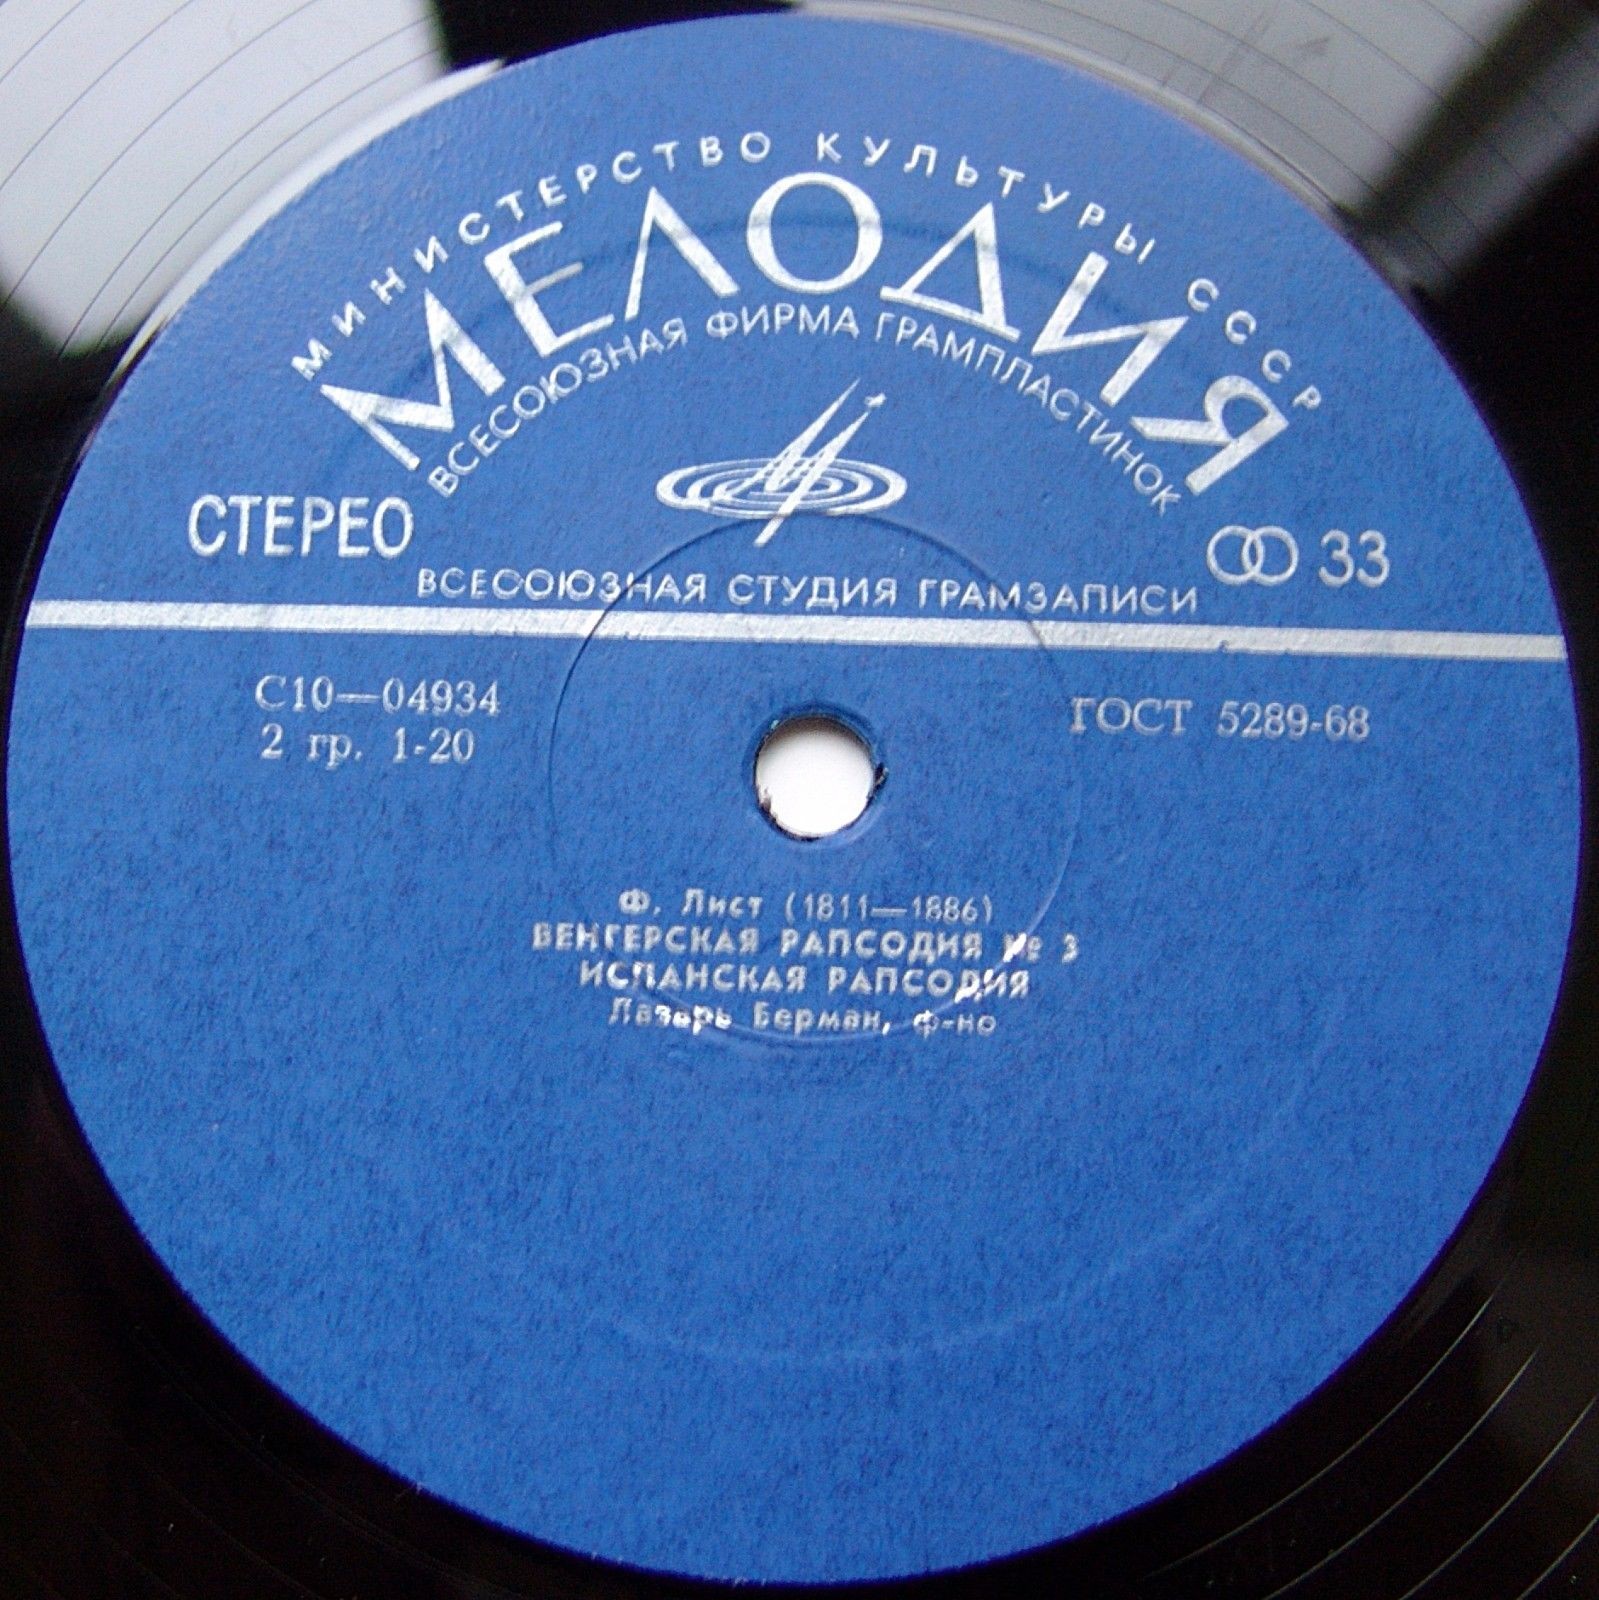 МИНИСТЕРСТВО КУЛЬТУРЫ СССР
МЕЛОДИЯ
ВСЕСОЮЗНАЯ ФИРМА ГРАМПЛАСТИНОК
СТЕРЕО
33
ВСЕСОЮЗНАЯ СТУДИЯ ГРАМЗАПИСИ
С10—04934
ГОСТ 5289-68
2 гр. 1-20
Ф. Лист (1811—1886)
ВЕНГЕРСКАЯ РАПСОДИЯ № 3
ИСПАНСКАЯ РАПСОДИЯ
Лазарь Берман, ф-но